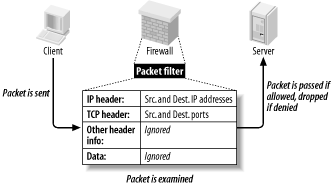 Client
Firewall
Server
Packet filter
Packet is sent
Packet is passed if
allowed, dropped
if denied
IP header: Src. and Dest. IP addresses
TCP header: Src. and Dest. ports
Other header
info: Ignored
Data: Ignored
Packet is examined